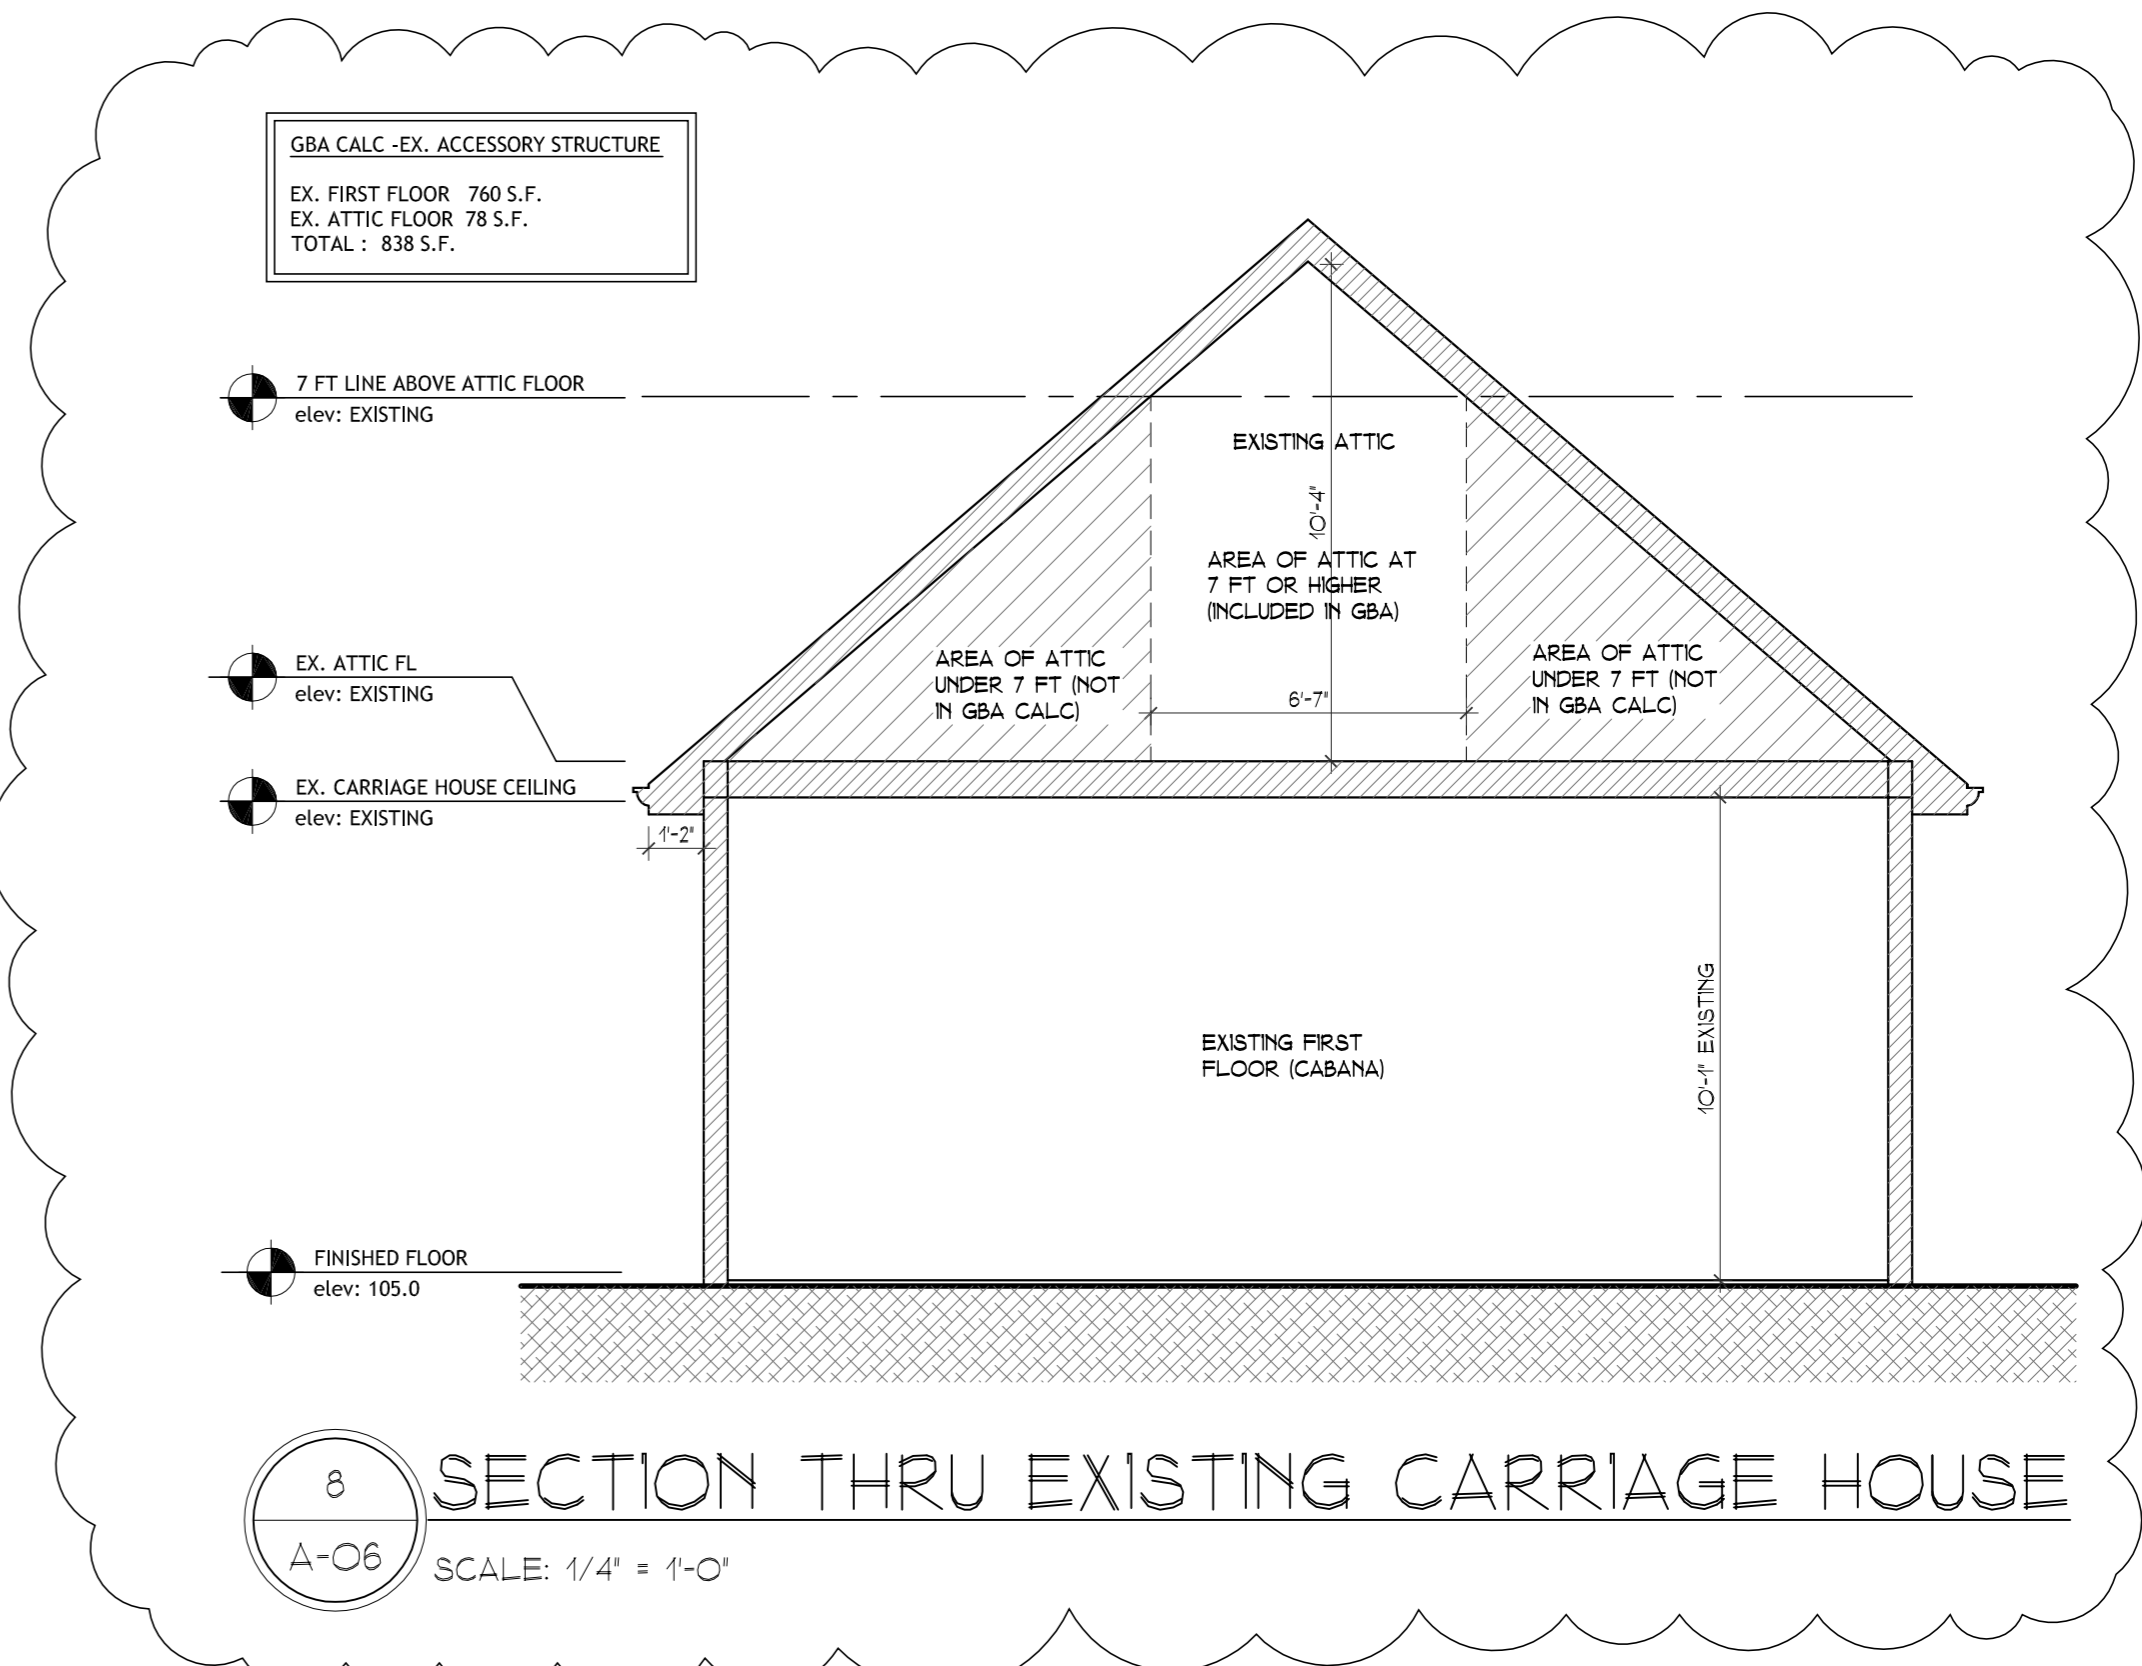 GBA CALC -EX. ACCESSORY STRUCTURE
EX. FIRST FLOOR 760 S.F.
EX. ATTIC FLOOR 78 S.F.
TOTAL : 838 S.F.
7 FT LINE ABOVE ATTIC FLOOR
elev: EXISTING
EXISTING ATTIC
10'-4"
AREA OF ATTIC AT
7 FT OR HIGHER
(INCLUDED IN GBA)
AREA OF ATTIC
UNDER 7 FT (NOT
IN GBA CALC)
6'-7"
AREA OF ATTIC
UNDER 7 FT (NOT
IN GBA CALC)
EX. ATTIC FL
elev: EXISTING
EX. CARRIAGE HOUSE CEILING
elev: EXISTING
1'-2"
10'-1" EXISTING
EXISTING FIRST
FLOOR (CABANA)
FINISHED FLOOR
elev: 105.0
8
A-06
SECTION THRU EXISTING CARRIAGE HOUSE
SCALE: 1/4" = 1'-0"